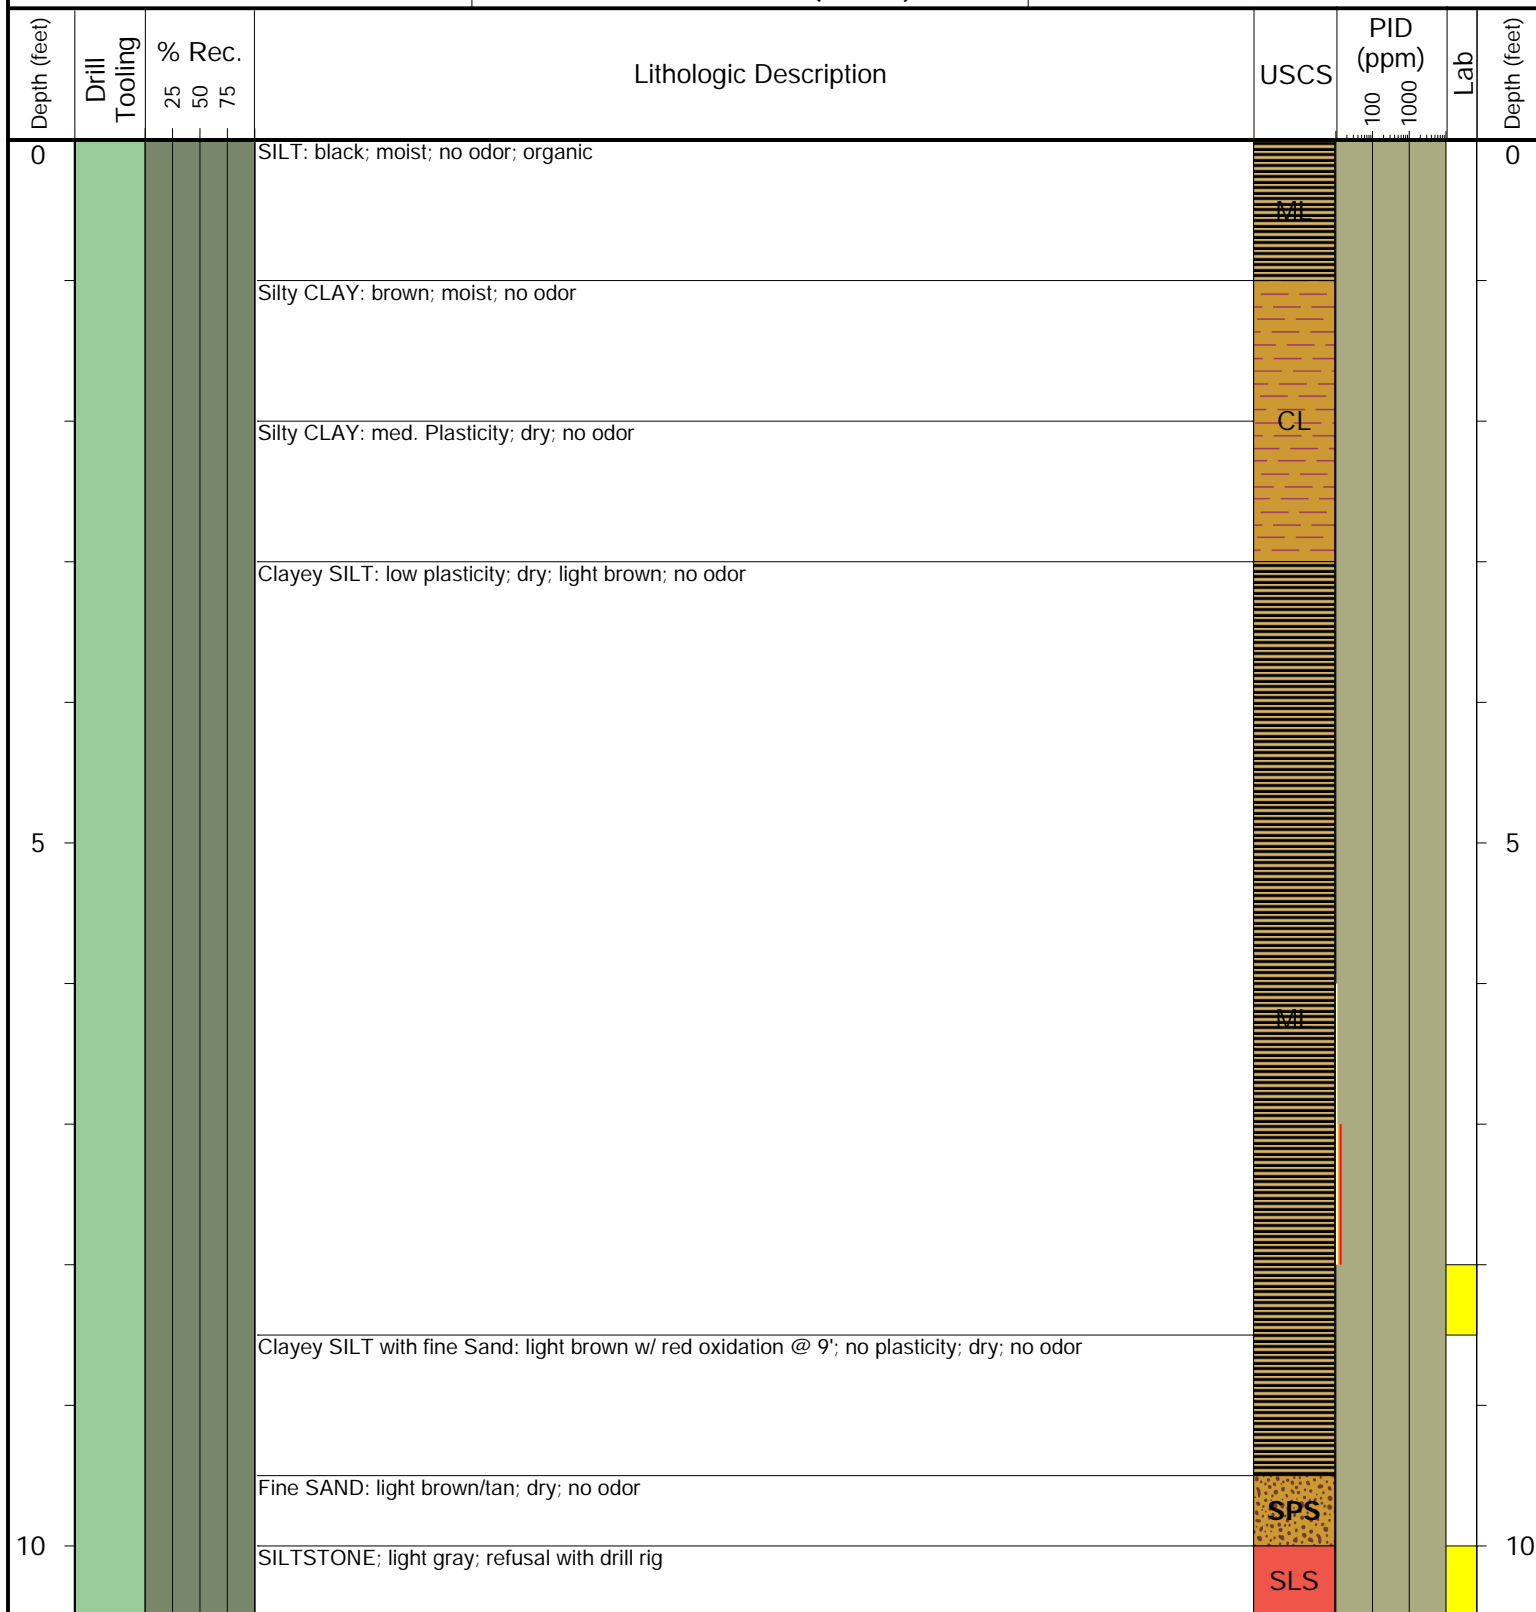 Depth (feet)
Drill Tooling
% Rec.
25 50 75
Lithologic Description
USCS
PID (ppm)
100 1000
Lab
Depth (feet)
0
SILT: black; moist; no odor; organic
0
ML
Silty CLAY: brown; moist; no odor
Silty CLAY: med. Plasticity; dry; no odor
CL
Clayey SILT: low plasticity; dry; light brown; no odor
5
5
ML
Clayey SILT with fine Sand: light brown w/ red oxidation @ 9'; no plasticity; dry; no odor
Fine SAND: light brown/tan; dry; no odor
SPS
10
SILTSTONE; light gray; refusal with drill rig
10
SLS